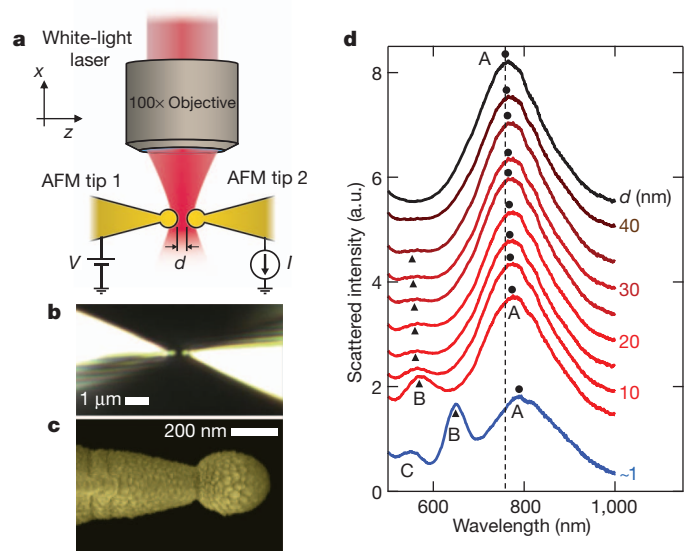 a
White-light
laser
x
z
100× Objective
AFM tip 1
AFM tip 2
V
d
I
b
1 μm
c
200 nm
d
Scattered intensity (a.u.)
8
6
4
2
0
A
d (nm)
40
30
20
A
10
B
A
B
C
~1
600
800
1,000
Wavelength (nm)